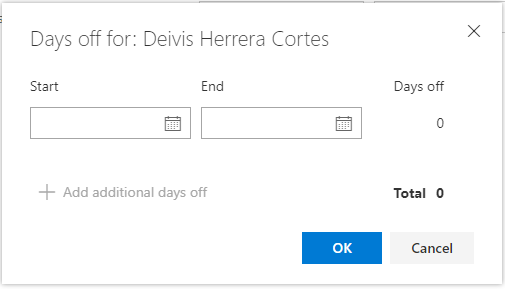 Days off for: Deivis Herrera Cortes
Start End Days off
0
Add additional days off Total 0
OK Cancel